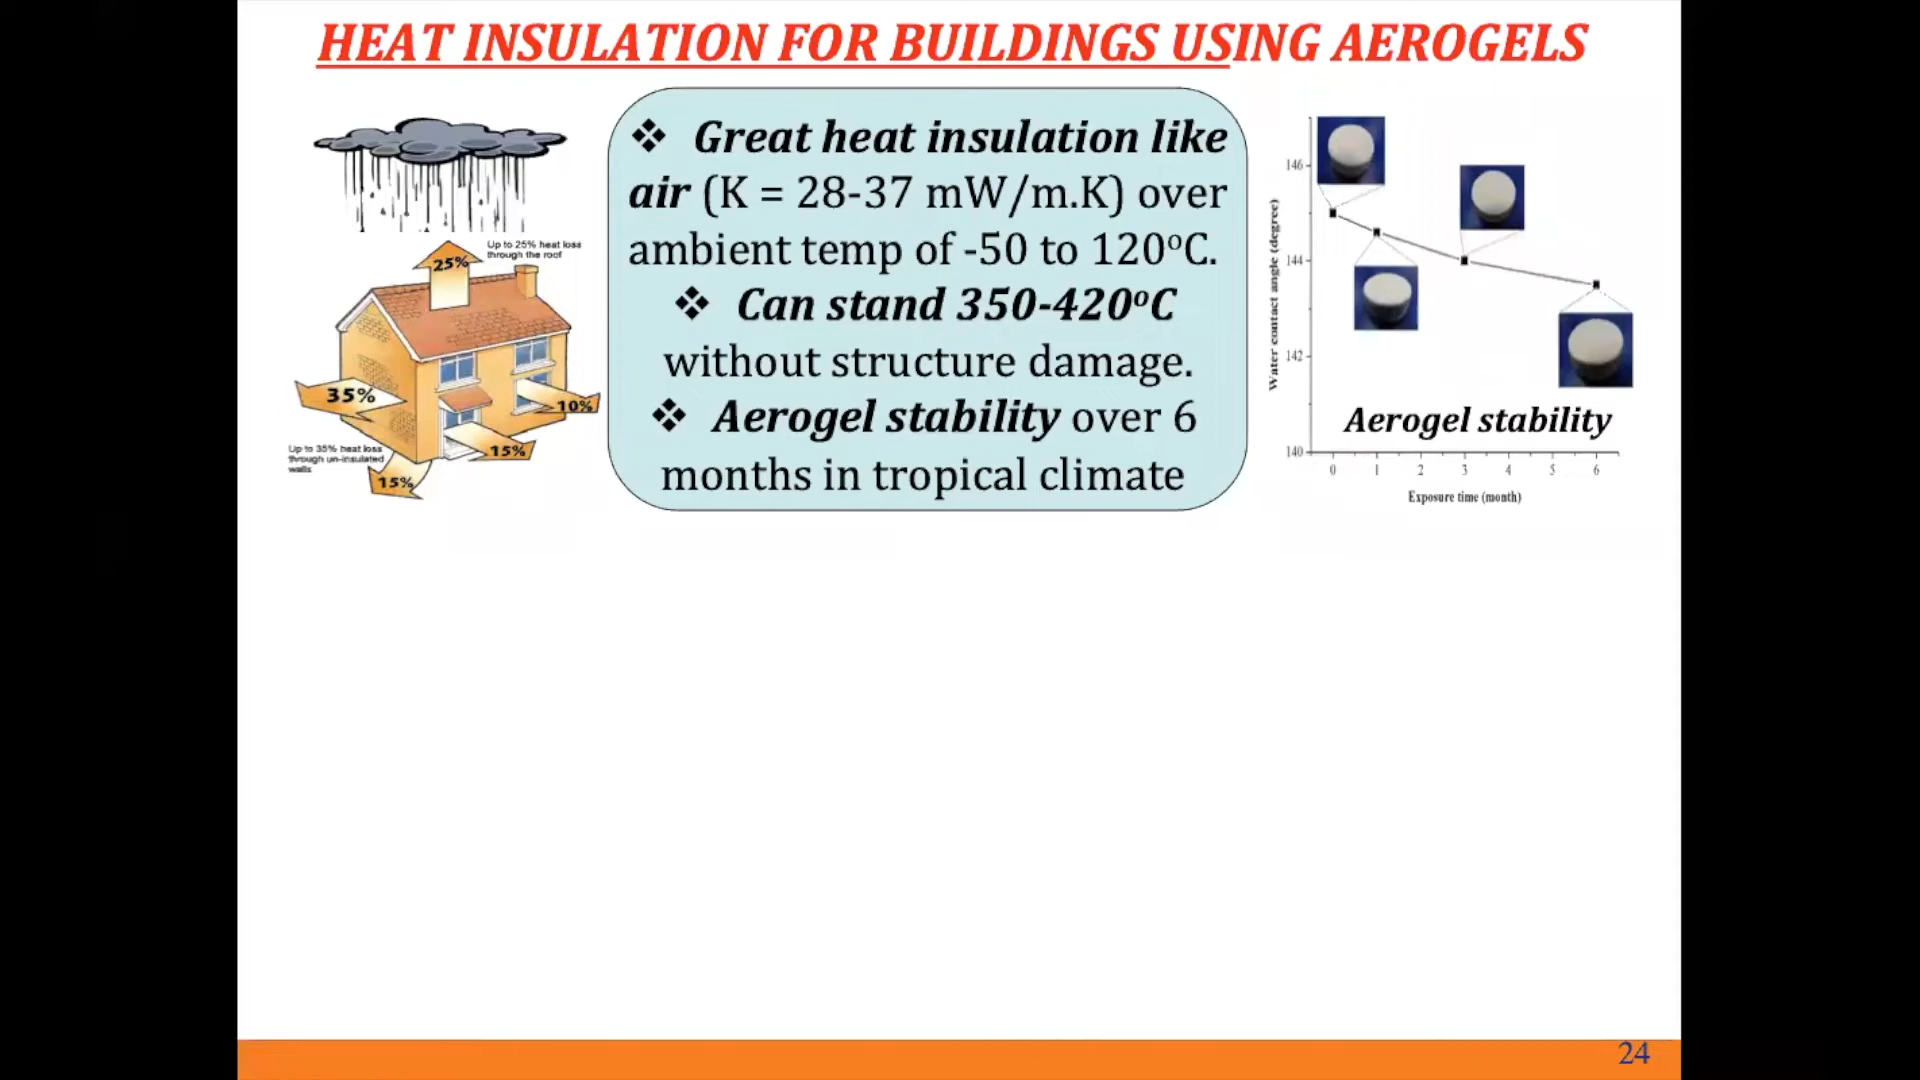 HEAT INSULATION FOR BUILDINGS USING AEROGELS
Up to 25% heat loss
through the roof
25%
35%
10%
15%
Up to 35% heat loss
through un-insulated
walls
15%
❖ Great heat insulation like
air (K = 28-37 mW/m.K) over
ambient temp of -50 to 120ºC.
❖ Can stand 350-420ºC
without structure damage.
❖ Aerogel stability over 6
months in tropical climate
Water contact angle (degree)
146
144
142
140
Aerogel stability
0 1 2 3 4 5 6
Exposure time (month)
24